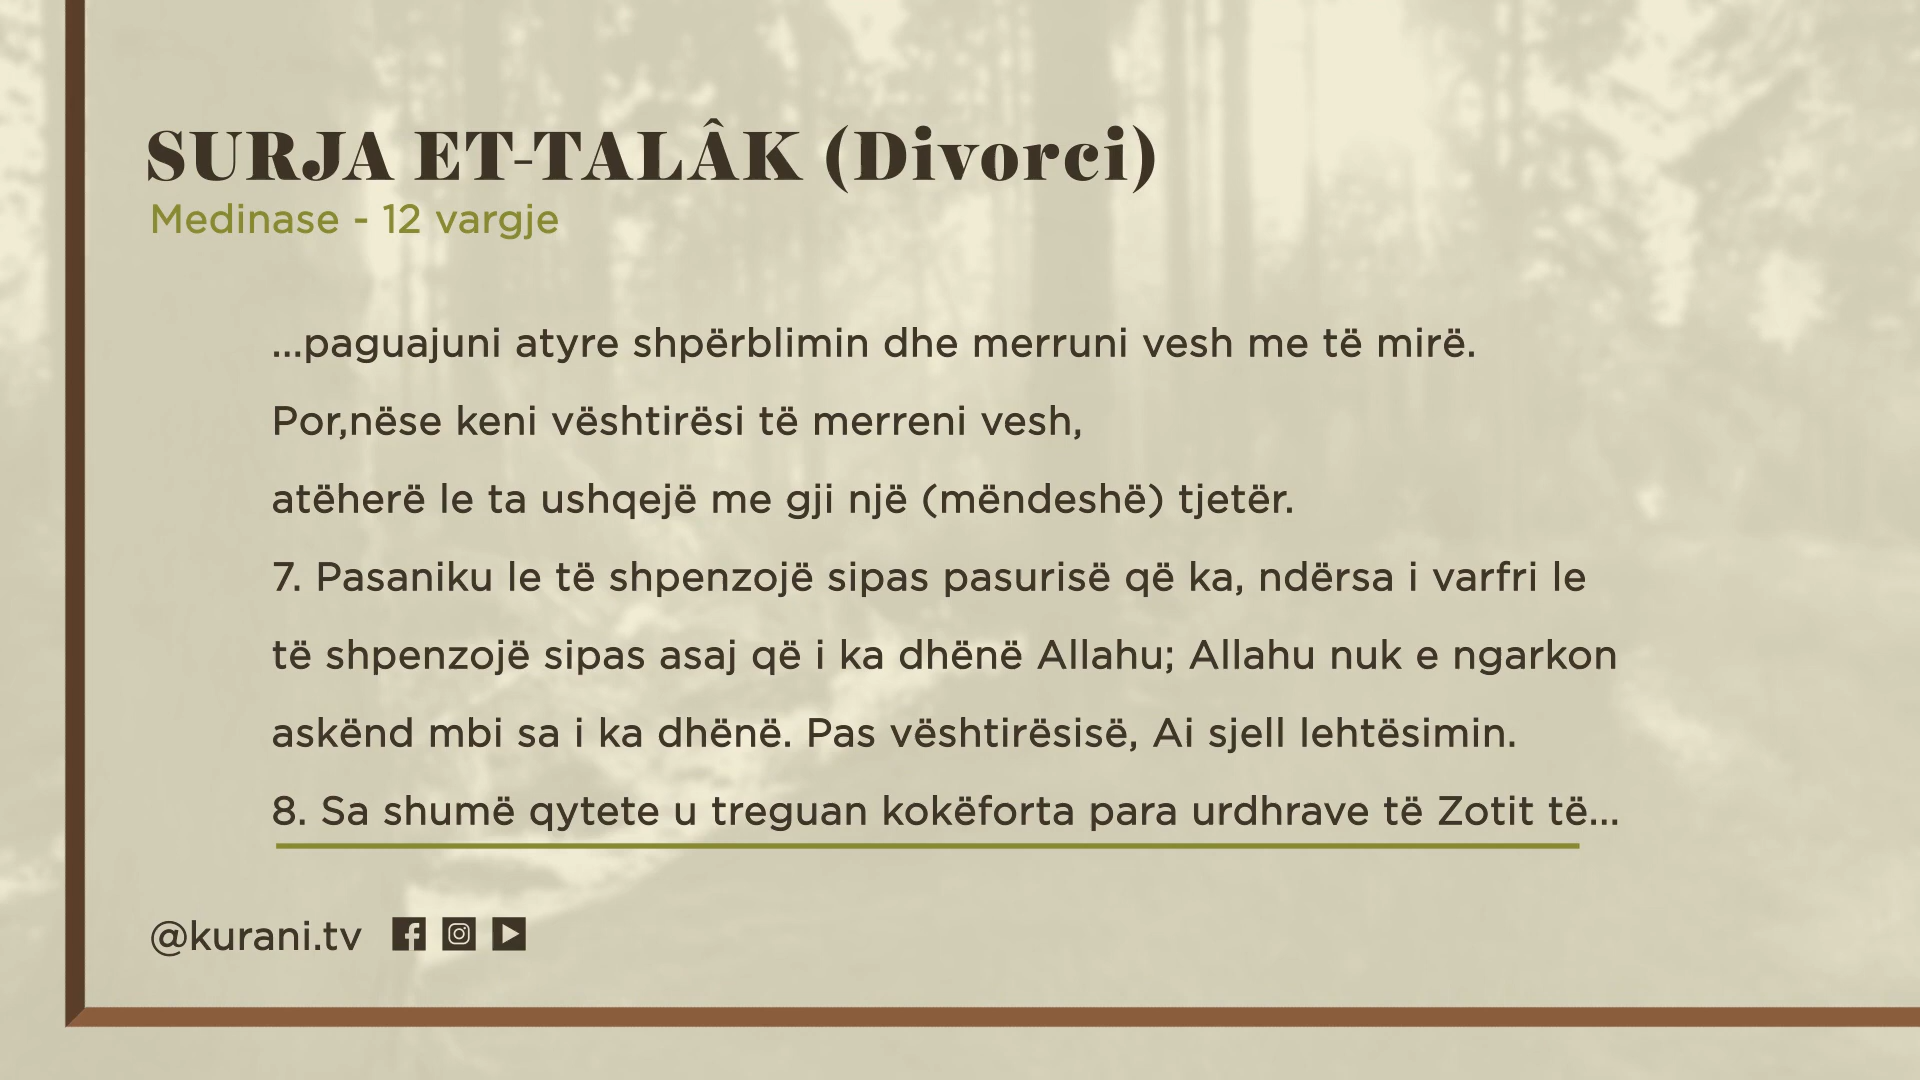 SURJA ET-TALÂK (Divorci)
Medinase - 12 vargje
...paguajuni atyre shpërblimin dhe merruni vesh me të mirë.
Por,nëse keni vështirësi të merreni vesh,
atëherë le ta ushqejë me gji një (mëndeshë) tjetër.
7. Pasaniku le të shpenzojë sipas pasurisë që ka, ndërsa i varfri le
të shpenzojë sipas asaj që i ka dhënë Allahu; Allahu nuk e ngarkon
askënd mbi sa i ka dhënë. Pas vështirësisë, Ai sjell lehtësimin.
8. Sa shumë qytete u treguan kokëforta para urdhrave të Zotit të...
@kurani.tv